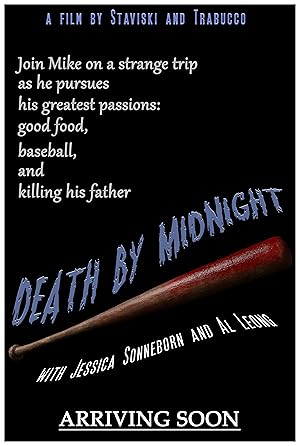 A FILM BY STAVISKI AND TRABUCCO
Join Mike on a strange trip
as he pursues
his greatest passions:
good food,
baseball,
and
killing his father
DEATH BY MIDNIGHT
WITH JESSICA SONNEBORN AND AL LEONG
ARRIVING SOON